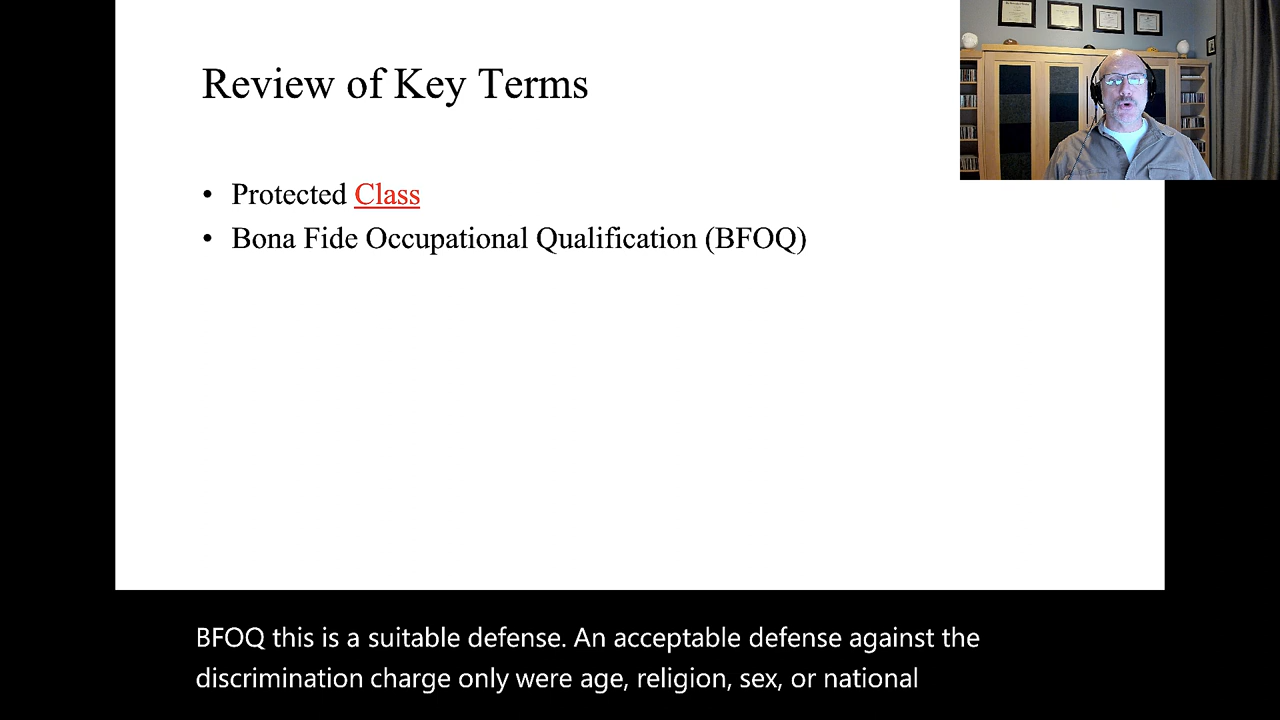 Review of Key Terms
• Protected Class
• Bona Fide Occupational Qualification (BFOQ)
BFOQ this is a suitable defense. An acceptable defense against the
discrimination charge only were age, religion, sex, or national